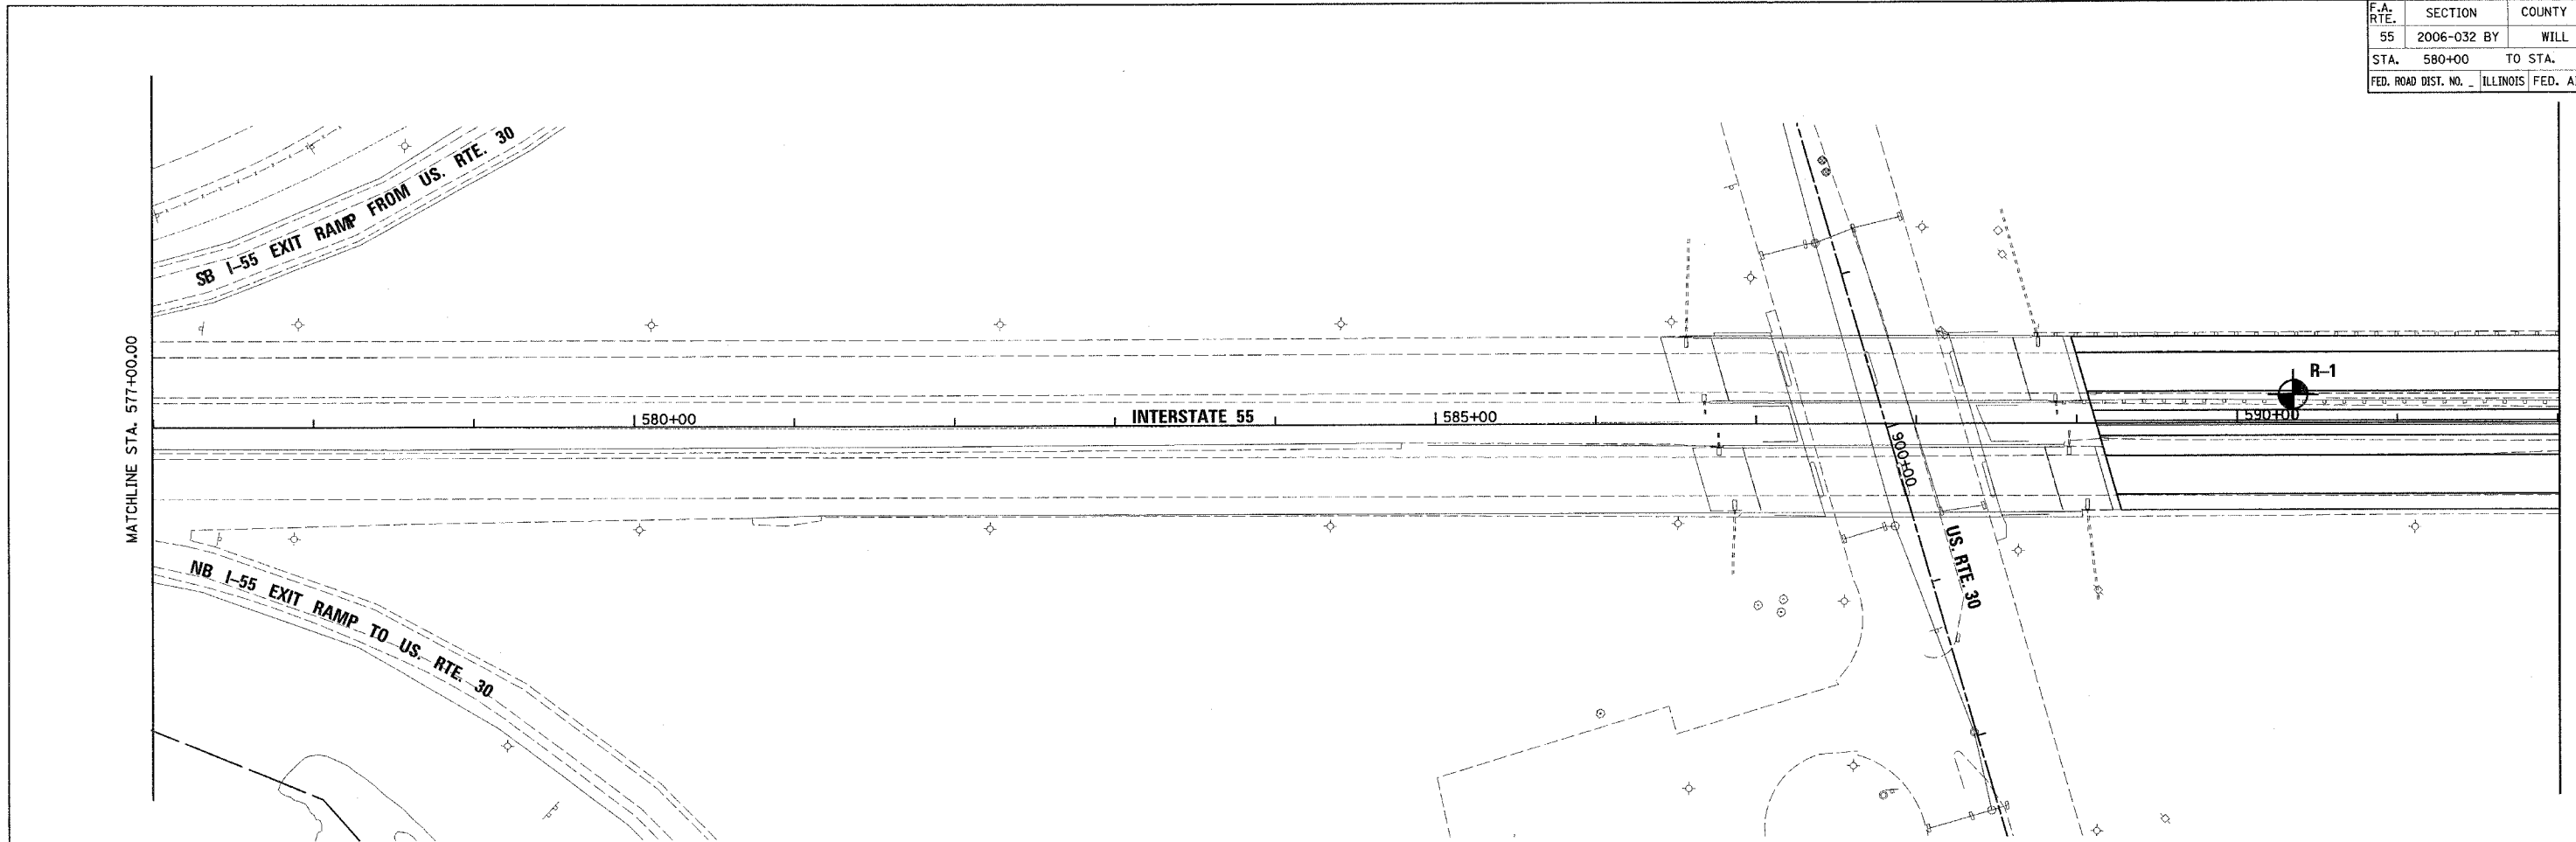 F.A. RTE. SECTION COUNTY
55 2006-032 BY WILL
STA. 580+00 TO STA.
FED. ROAD DIST. NO. _ ILLINOIS FED. A
SB I-55 EXIT RAMP FROM US. RTE. 30
MATCHLINE STA. 577+00.00
R-1
580+00
INTERSTATE 55
585+00
590+00
900+00
US. RTE. 30
NB I-55 EXIT RAMP TO US. RTE. 30